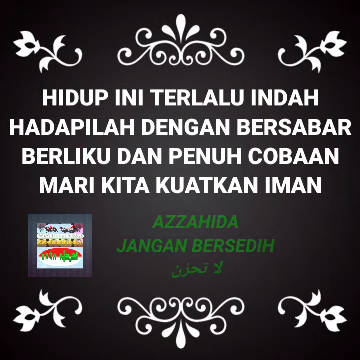 HIDUP INI TERLALU INDAH
HADAPILAH DENGAN BERSABAR
BERLIKU DAN PENUH COBAAN
MARI KITA KUATKAN IMAN
AZZAHIDA
JANGAN BERSEDIH
لا تحزن